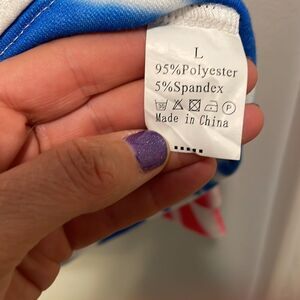 L
95%Polyester
5%Spandex
Made in China